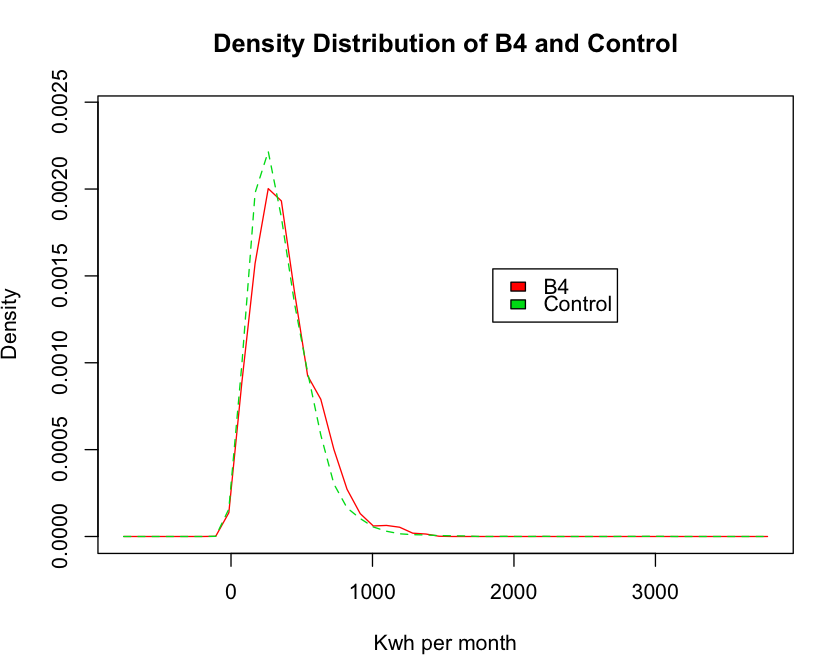 Density Distribution of B4 and Control
Density
0.0025
0.0020
0.0015
0.0010
0.0005
0.0000
B4
Control
0 1000 2000 3000
Kwh per month